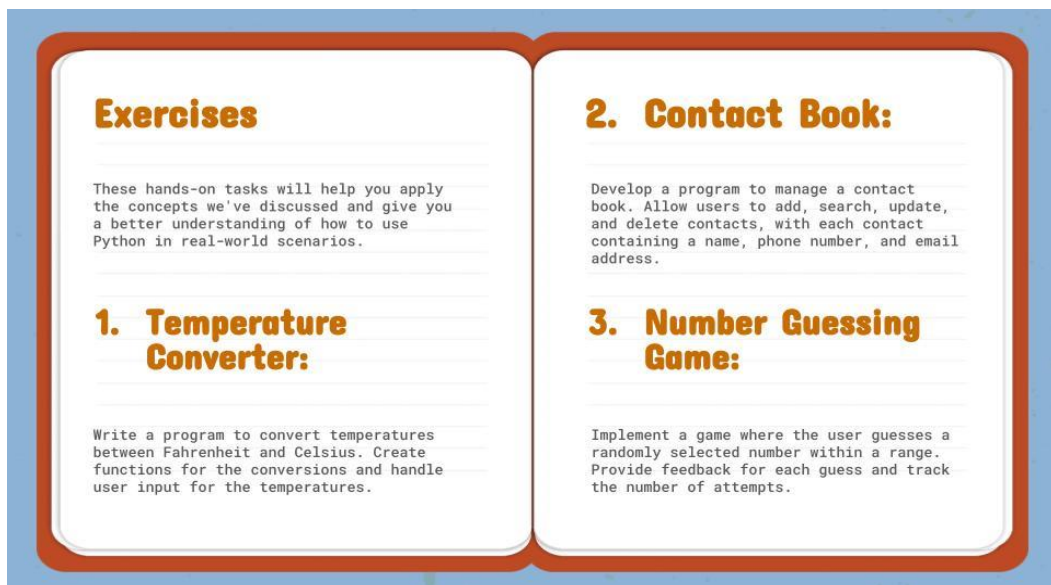 Exercises
These hands-on tasks will help you apply
the concepts we've discussed and give you
a better understanding of how to use
Python in real-world scenarios.
1. Temperature
Converter:
Write a program to convert temperatures
between Fahrenheit and Celsius. Create
functions for the conversions and handle
user input for the temperatures.
2. Contact Book:
Develop a program to manage a contact
book. Allow users to add, search, update,
and delete contacts, with each contact
containing a name, phone number, and email
address.
3. Number Guessing
Game:
Implement a game where the user guesses a
randomly selected number within a range.
Provide feedback for each guess and track
the number of attempts.